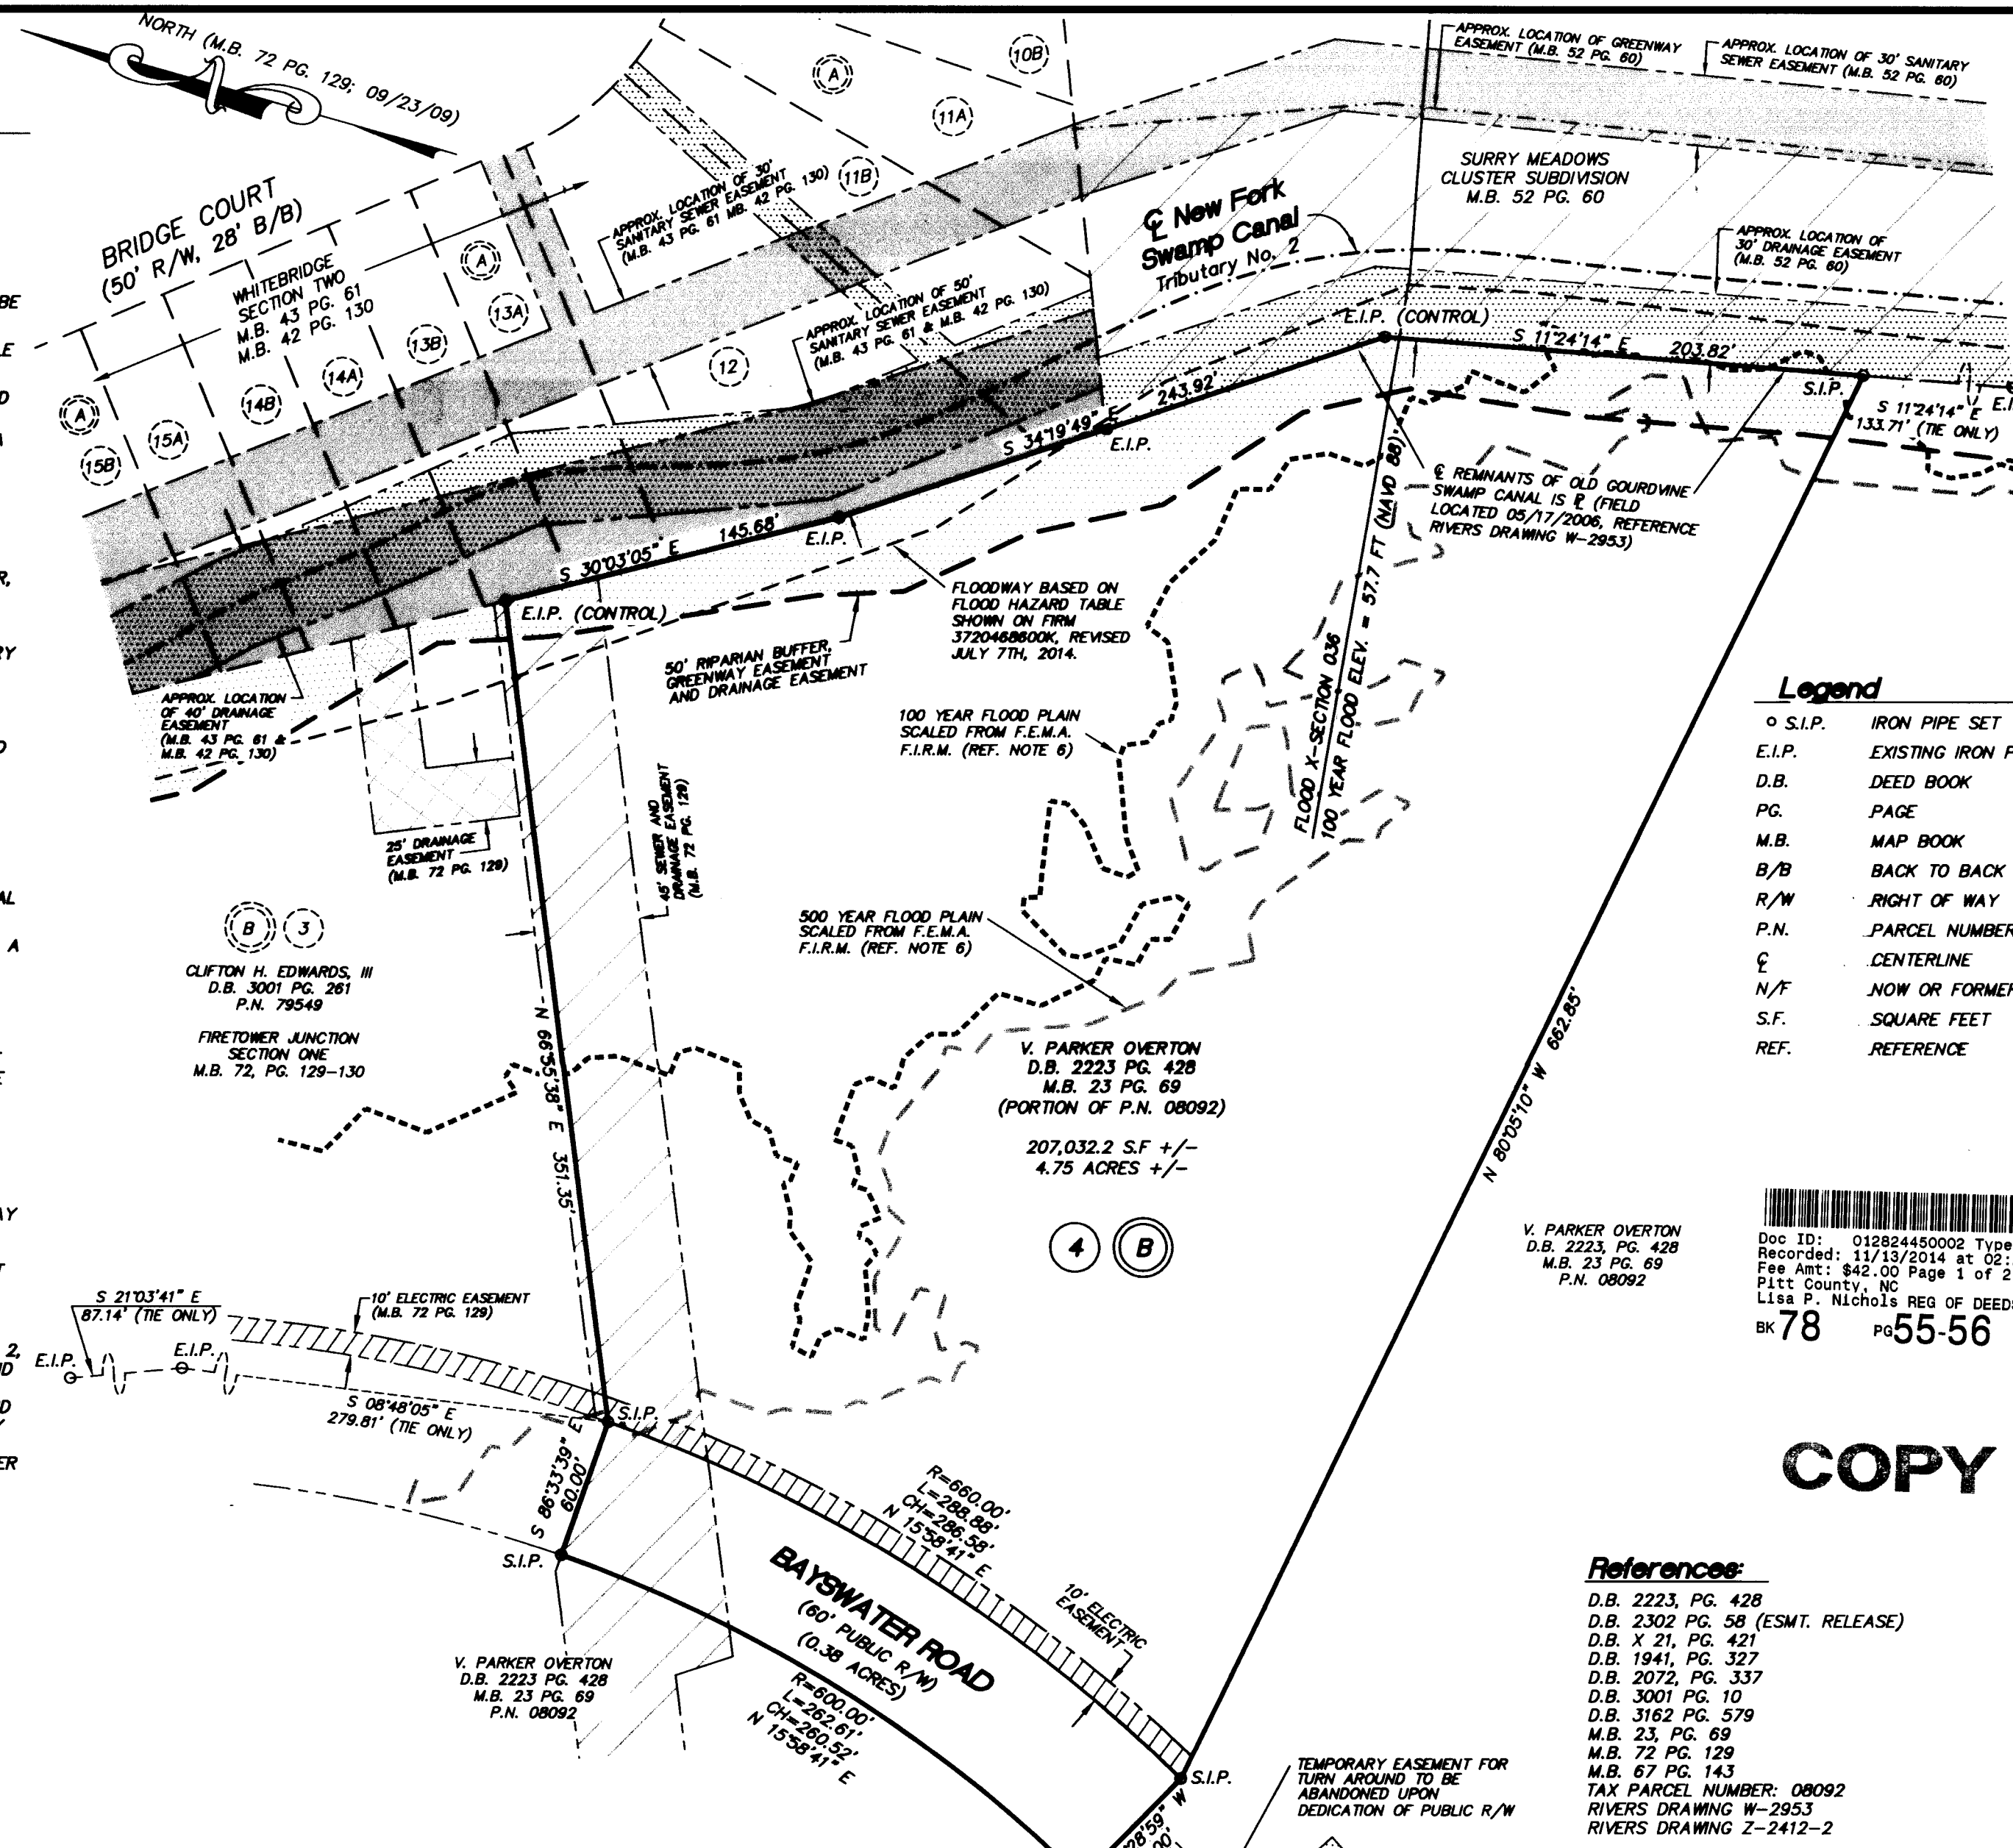 NORTH (M.B. 72 PG. 129; 09/23/09)
BRIDGE COURT
(50' R/W, 28' B/B)
WHITEBRIDGE
SECTION TWO
M.B. 43 PG. 61
M.B. 42 PG. 130
A
15B
15A
14B
14A
13B
13A
A
12
A
10B
11A
11B
APPROX. LOCATION OF 30'
SANITARY SEWER EASEMENT
(M.B. 43 PG. 61 MB. 42 PG. 130)
APPROX. LOCATION OF 50'
SANITARY SEWER EASEMENT
(M.B. 43 PG. 61 & M.B. 42 PG. 130)
APPROX. LOCATION OF GREENWAY
EASEMENT (M.B. 52 PG. 60)
APPROX. LOCATION OF 30' SANITARY
SEWER EASEMENT (M.B. 52 PG. 60)
SURRY MEADOWS
CLUSTER SUBDIVISION
M.B. 52 PG. 60
℄ New Fork
Swamp Canal
Tributary No. 2
APPROX. LOCATION OF
30' DRAINAGE EASEMENT
(M.B. 52 PG. 60)
E.I.P. (CONTROL)
S 11°24'14" E 203.82'
S.I.P.
S 11°24'14" E
133.71' (TIE ONLY)
S 34°19'49" E 243.92'
E.I.P.
S 30°03'05" E 145.68'
E.I.P.
E.I.P. (CONTROL)
℄ REMNANTS OF OLD GOURDVINE
SWAMP CANAL IS ⅊ (FIELD
LOCATED 05/17/2006, REFERENCE
RIVERS DRAWING W-2953)
FLOODWAY BASED ON
FLOOD HAZARD TABLE
SHOWN ON FIRM
3720468600K, REVISED
JULY 7TH, 2014.
50' RIPARIAN BUFFER,
GREENWAY EASEMENT
AND DRAINAGE EASEMENT
APPROX. LOCATION
OF 40' DRAINAGE
EASEMENT
(M.B. 43 PG. 61 &
M.B. 42 PG. 130)
100 YEAR FLOOD PLAIN
SCALED FROM F.E.M.A.
F.I.R.M. (REF. NOTE 6)
FLOOD X-SECTION 036
100 YEAR FLOOD ELEV. = 57.7 FT (NAVD 88)
25' DRAINAGE
EASEMENT
(M.B. 72 PG. 129)
45' SEWER AND
DRAINAGE EASEMENT
(M.B. 72 PG. 129)
500 YEAR FLOOD PLAIN
SCALED FROM F.E.M.A.
F.I.R.M. (REF. NOTE 6)
B 3
CLIFTON H. EDWARDS, III
D.B. 3001 PG. 261
P.N. 79549
FIRETOWER JUNCTION
SECTION ONE
M.B. 72, PG. 129-130
N 66°55'38" E 351.35'
V. PARKER OVERTON
D.B. 2223 PG. 428
M.B. 23 PG. 69
(PORTION OF P.N. 08092)
207,032.2 S.F +/-
4.75 ACRES +/-
4 B
N 80°05'10" W 662.85'
V. PARKER OVERTON
D.B. 2223, PG. 428
M.B. 23 PG. 69
P.N. 08092
Legend
S.I.P. IRON PIPE SET
E.I.P. EXISTING IRON
D.B. DEED BOOK
PG. PAGE
M.B. MAP BOOK
B/B BACK TO BACK
R/W RIGHT OF WAY
P.N. PARCEL NUMBER
℄ CENTERLINE
N/F NOW OR FORMER
S.F. SQUARE FEET
REF. REFERENCE
Doc ID: 012824450002 Type
Recorded: 11/13/2014 at 02:
Fee Amt: $42.00 Page 1 of 2
Pitt County, NC
Lisa P. Nichols REG OF DEEDS
BK 78 PG 55-56
COPY
S 21°03'41" E
87.14' (TIE ONLY)
E.I.P.
E.I.P.
10' ELECTRIC EASEMENT
(M.B. 72 PG. 129)
S 08°48'05" E
279.81' (TIE ONLY)
S.I.P.
S 86°33'39" E
60.00'
S.I.P.
R=660.00'
L=288.88'
CH=286.58'
N 15°58'41" E
BAYSWATER ROAD
(60' PUBLIC R/W)
(0.38 ACRES)
R=600.00'
L=262.61'
CH=260.52'
N 15°58'41" E
10' ELECTRIC
EASEMENT
V. PARKER OVERTON
D.B. 2223 PG. 428
M.B. 23 PG. 69
P.N. 08092
S.I.P.
TEMPORARY EASEMENT FOR
TURN AROUND TO BE
ABANDONED UPON
DEDICATION OF PUBLIC R/W
References:
D.B. 2223, PG. 428
D.B. 2302 PG. 58 (ESMT. RELEASE)
D.B. X 21, PG. 421
D.B. 1941, PG. 327
D.B. 2072, PG. 337
D.B. 3001 PG. 10
D.B. 3162 PG. 579
M.B. 23, PG. 69
M.B. 72 PG. 129
M.B. 67 PG. 143
TAX PARCEL NUMBER: 08092
RIVERS DRAWING W-2953
RIVERS DRAWING Z-2412-2